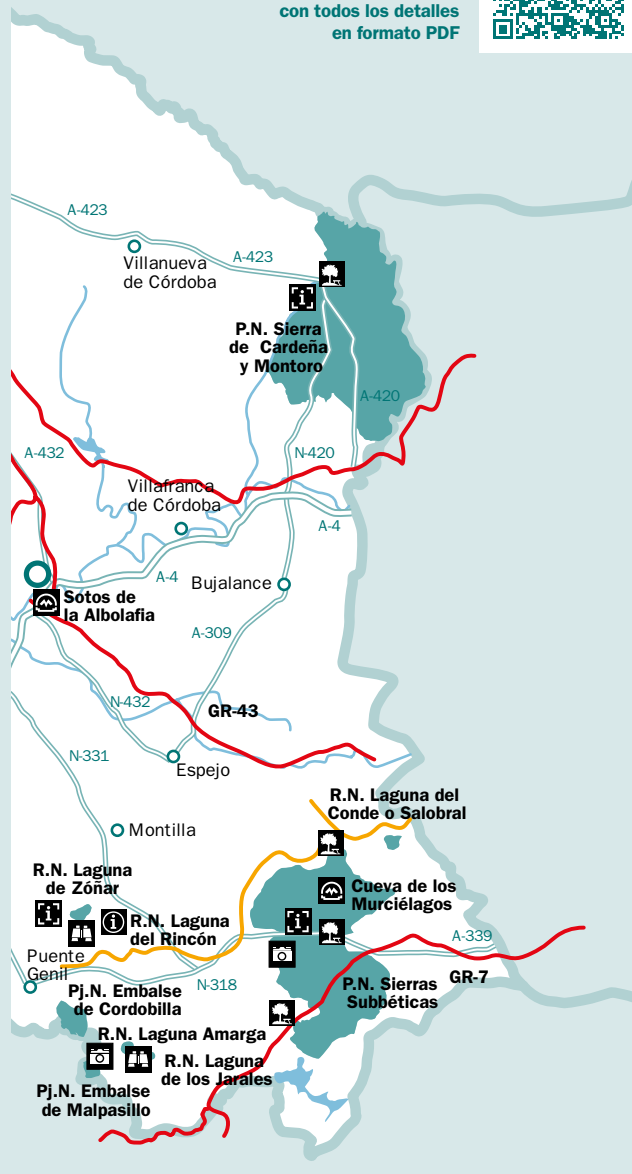 con todos los detalles
en formato PDF
A-423
A-423
Villanueva
de Córdoba
P.N. Sierra
de Cardeña
y Montoro
A-420
A-432
N-420
Villafranca
de Córdoba
A-4
A-4
Bujalance
Sotos de
la Albolafia
A-309
N-432
GR-43
N-331
Espejo
R.N. Laguna del
Conde o Salobral
Montilla
R.N. Laguna
de Zóñar
Cueva de los
Murciélagos
R.N. Laguna
del Rincón
A-339
Puente
Genil
N-318
GR-7
P.N. Sierras
Subbéticas
Pj.N. Embalse
de Cordobilla
R.N. Laguna Amarga
R.N. Laguna
de los Jarales
Pj.N. Embalse
de Malpasillo